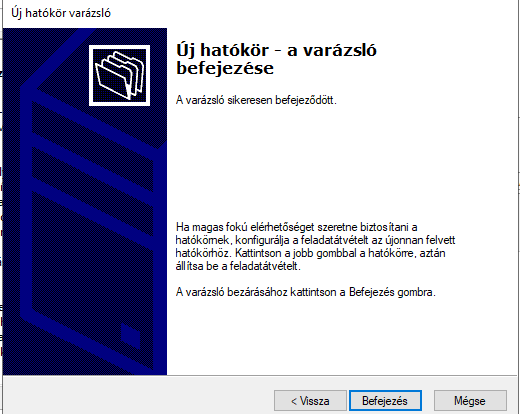 Új hatókör varázsló
Új hatókör - a varázsló
befejezése
A varázsló sikeresen befejeződött.
Ha magas fokú elérhetőséget szeretne biztosítani a
hatókörnek, konfigurálja a feladatátvételt az újonnan felvett
hatókörhöz. Kattintson a jobb gombbal a hatókörre, aztán
állítsa be a feladatátvételt.
A varázsló bezárásához kattintson a Befejezés gombra.
< Vissza
Befejezés
Mégse